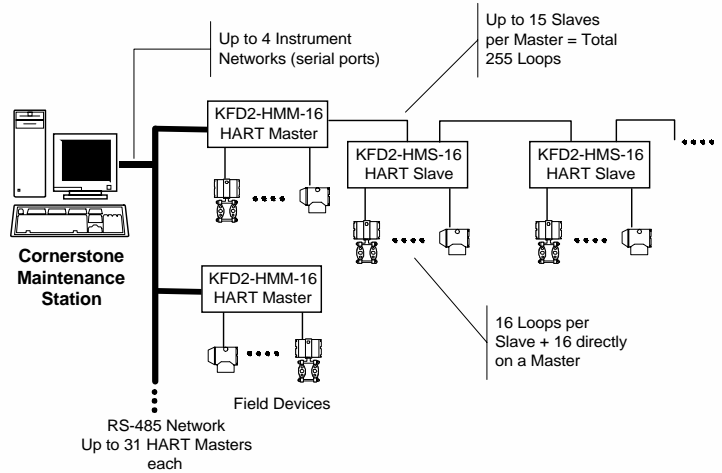 Up to 4 Instrument
Networks (serial ports)
Up to 15 Slaves
per Master = Total
255 Loops
KFD2-HMM-16
HART Master
KFD2-HMS-16
HART Slave
KFD2-HMS-16
HART Slave
Cornerstone
Maintenance
Station
KFD2-HMM-16
HART Master
16 Loops per
Slave + 16 directly
on a Master
Field Devices
RS-485 Network
Up to 31 HART Masters
each